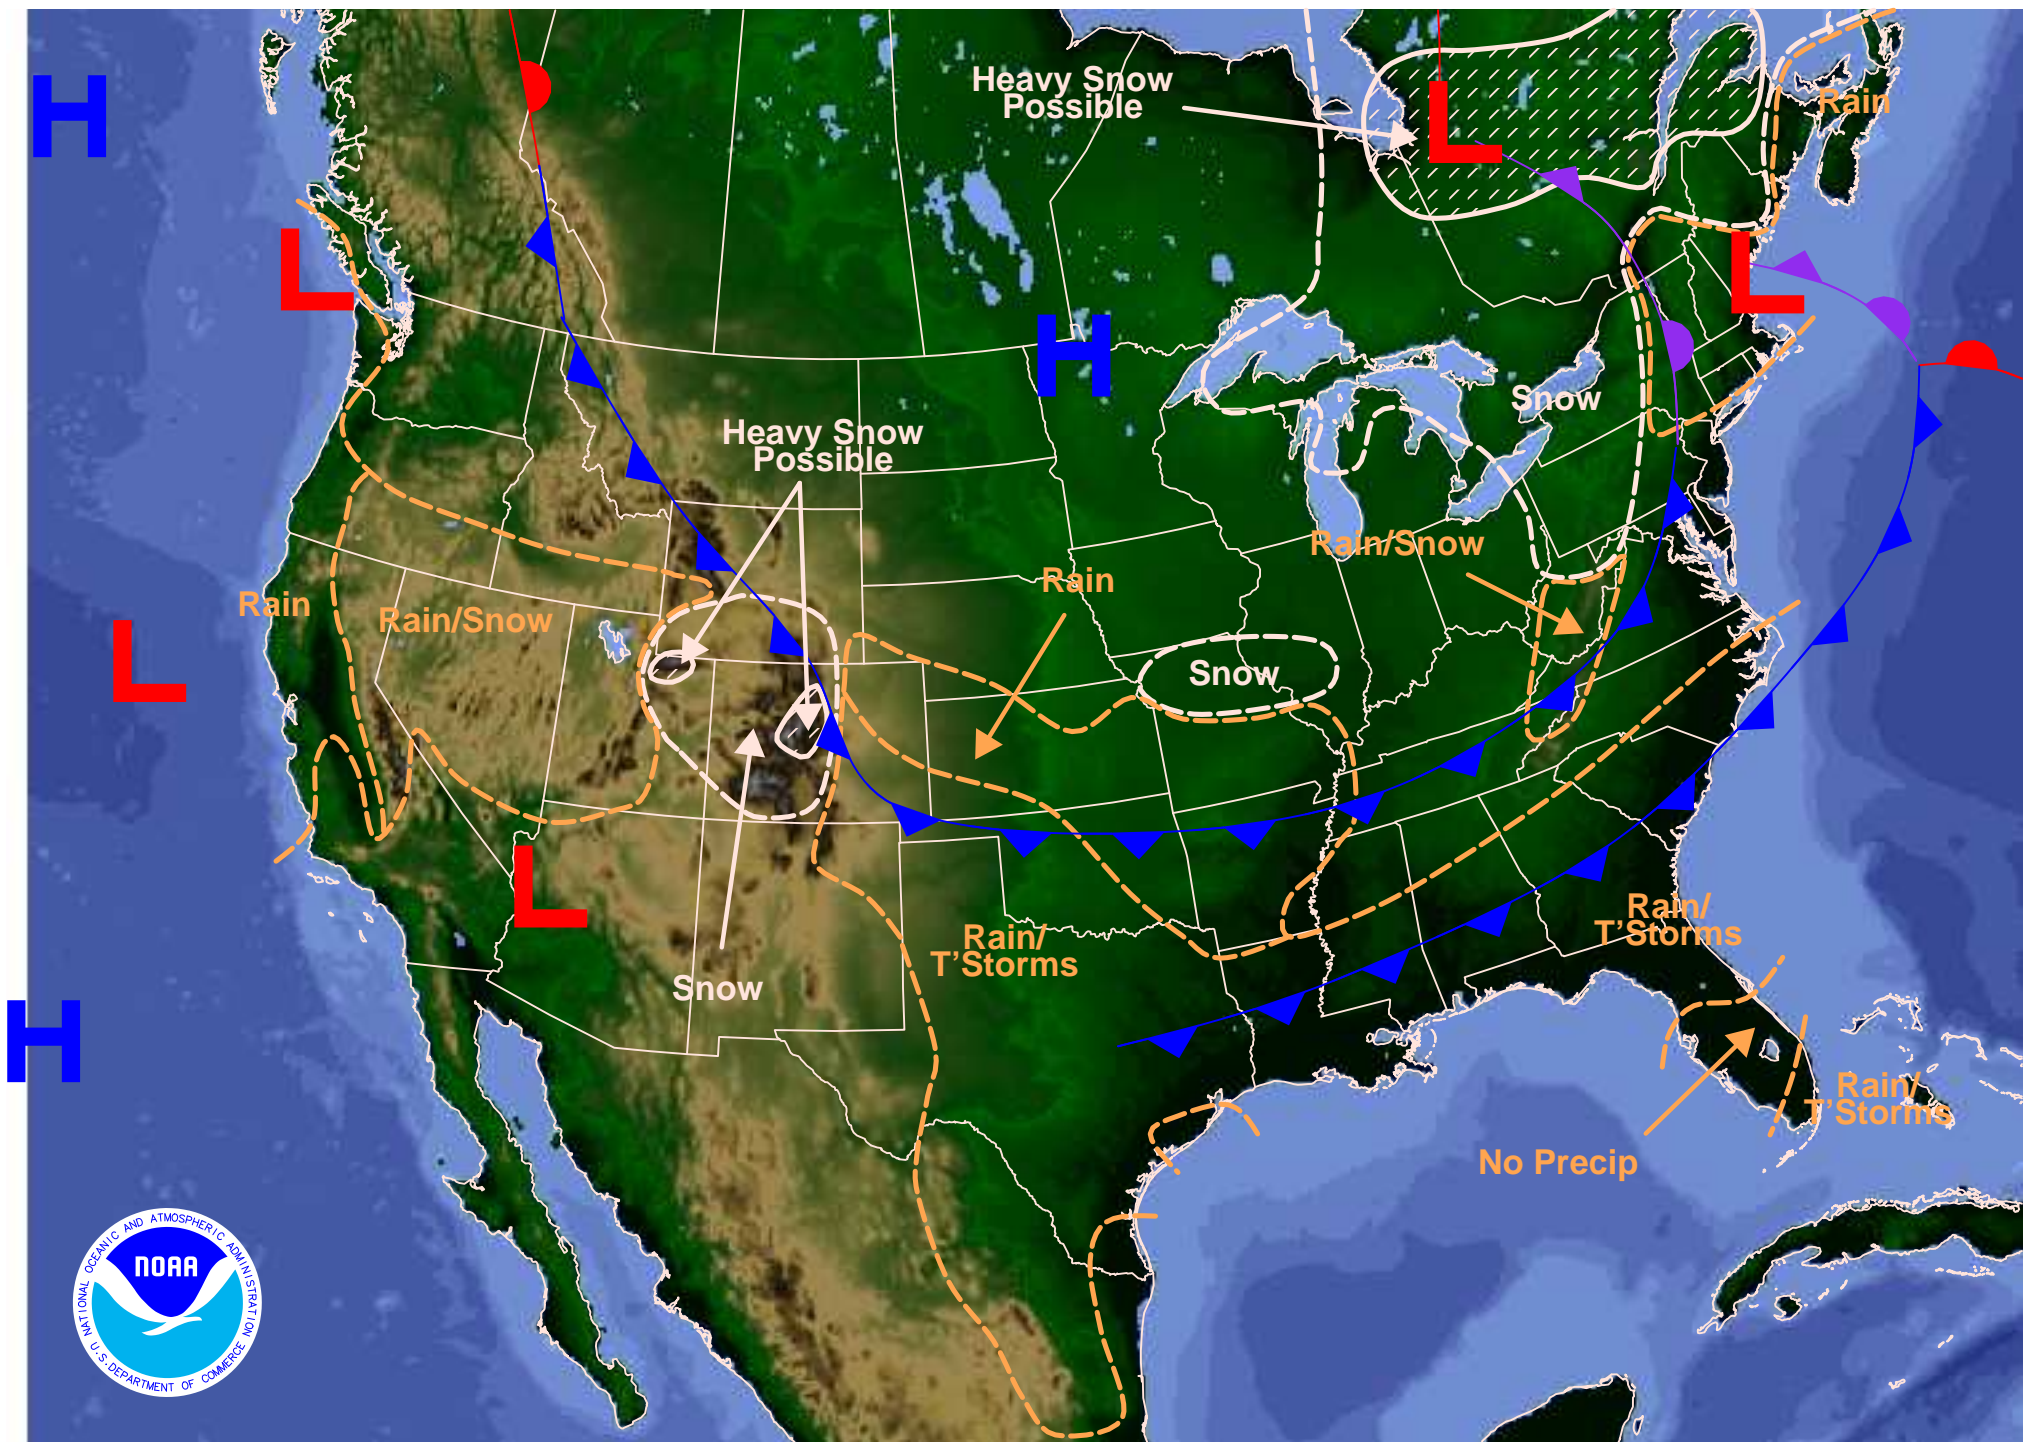 Heavy Snow
Possible
Rain
H
L
L
L
H
Snow
Heavy Snow
Possible
Rain/Snow
Rain
Rain
Rain/Snow
Snow
L
L
Rain/
T'Storms
Rain/
T'Storms
Snow
H
Rain/
T'Storms
No Precip
NATIONAL OCEANIC AND ATMOSPHERIC ADMINISTRATION
NOAA
U.S. DEPARTMENT OF COMMERCE